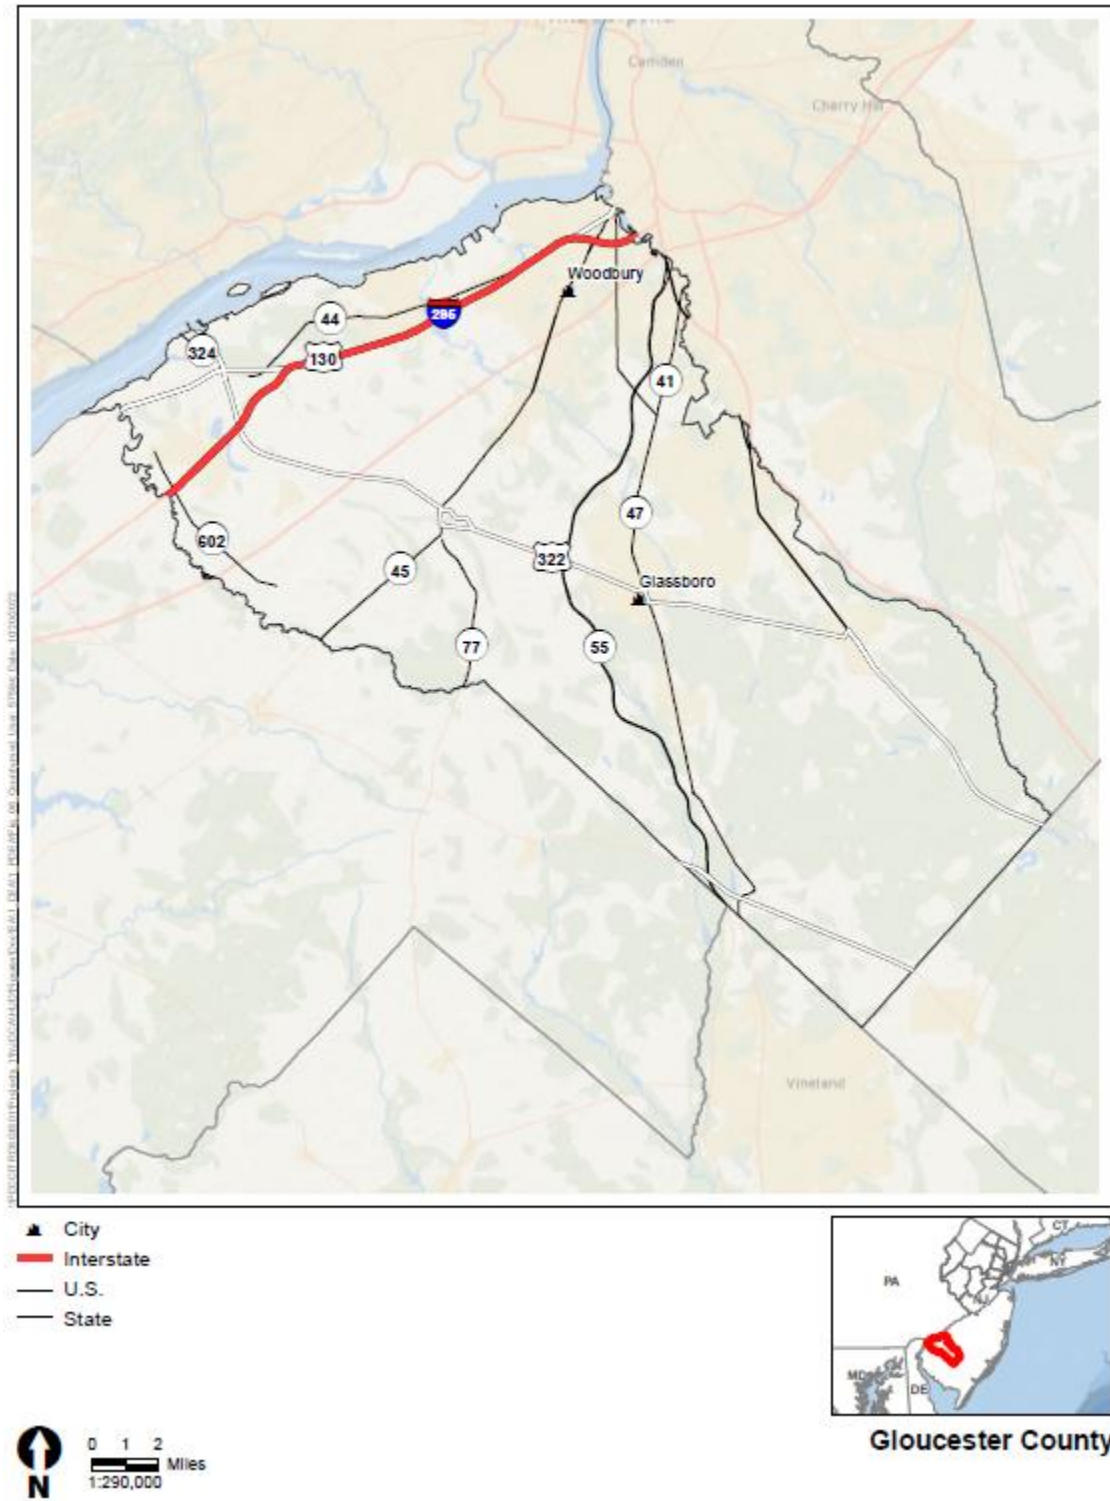 Camden
Cherry Hill
Woodbury
44
295
324
130
41
47
602
322
45
Glassboro
77
55
Vineland
City
Interstate
U.S.
State
CT
NY
PA
NJ
MD
DE
Gloucester County
0 1 2
Miles
1:290,000
N